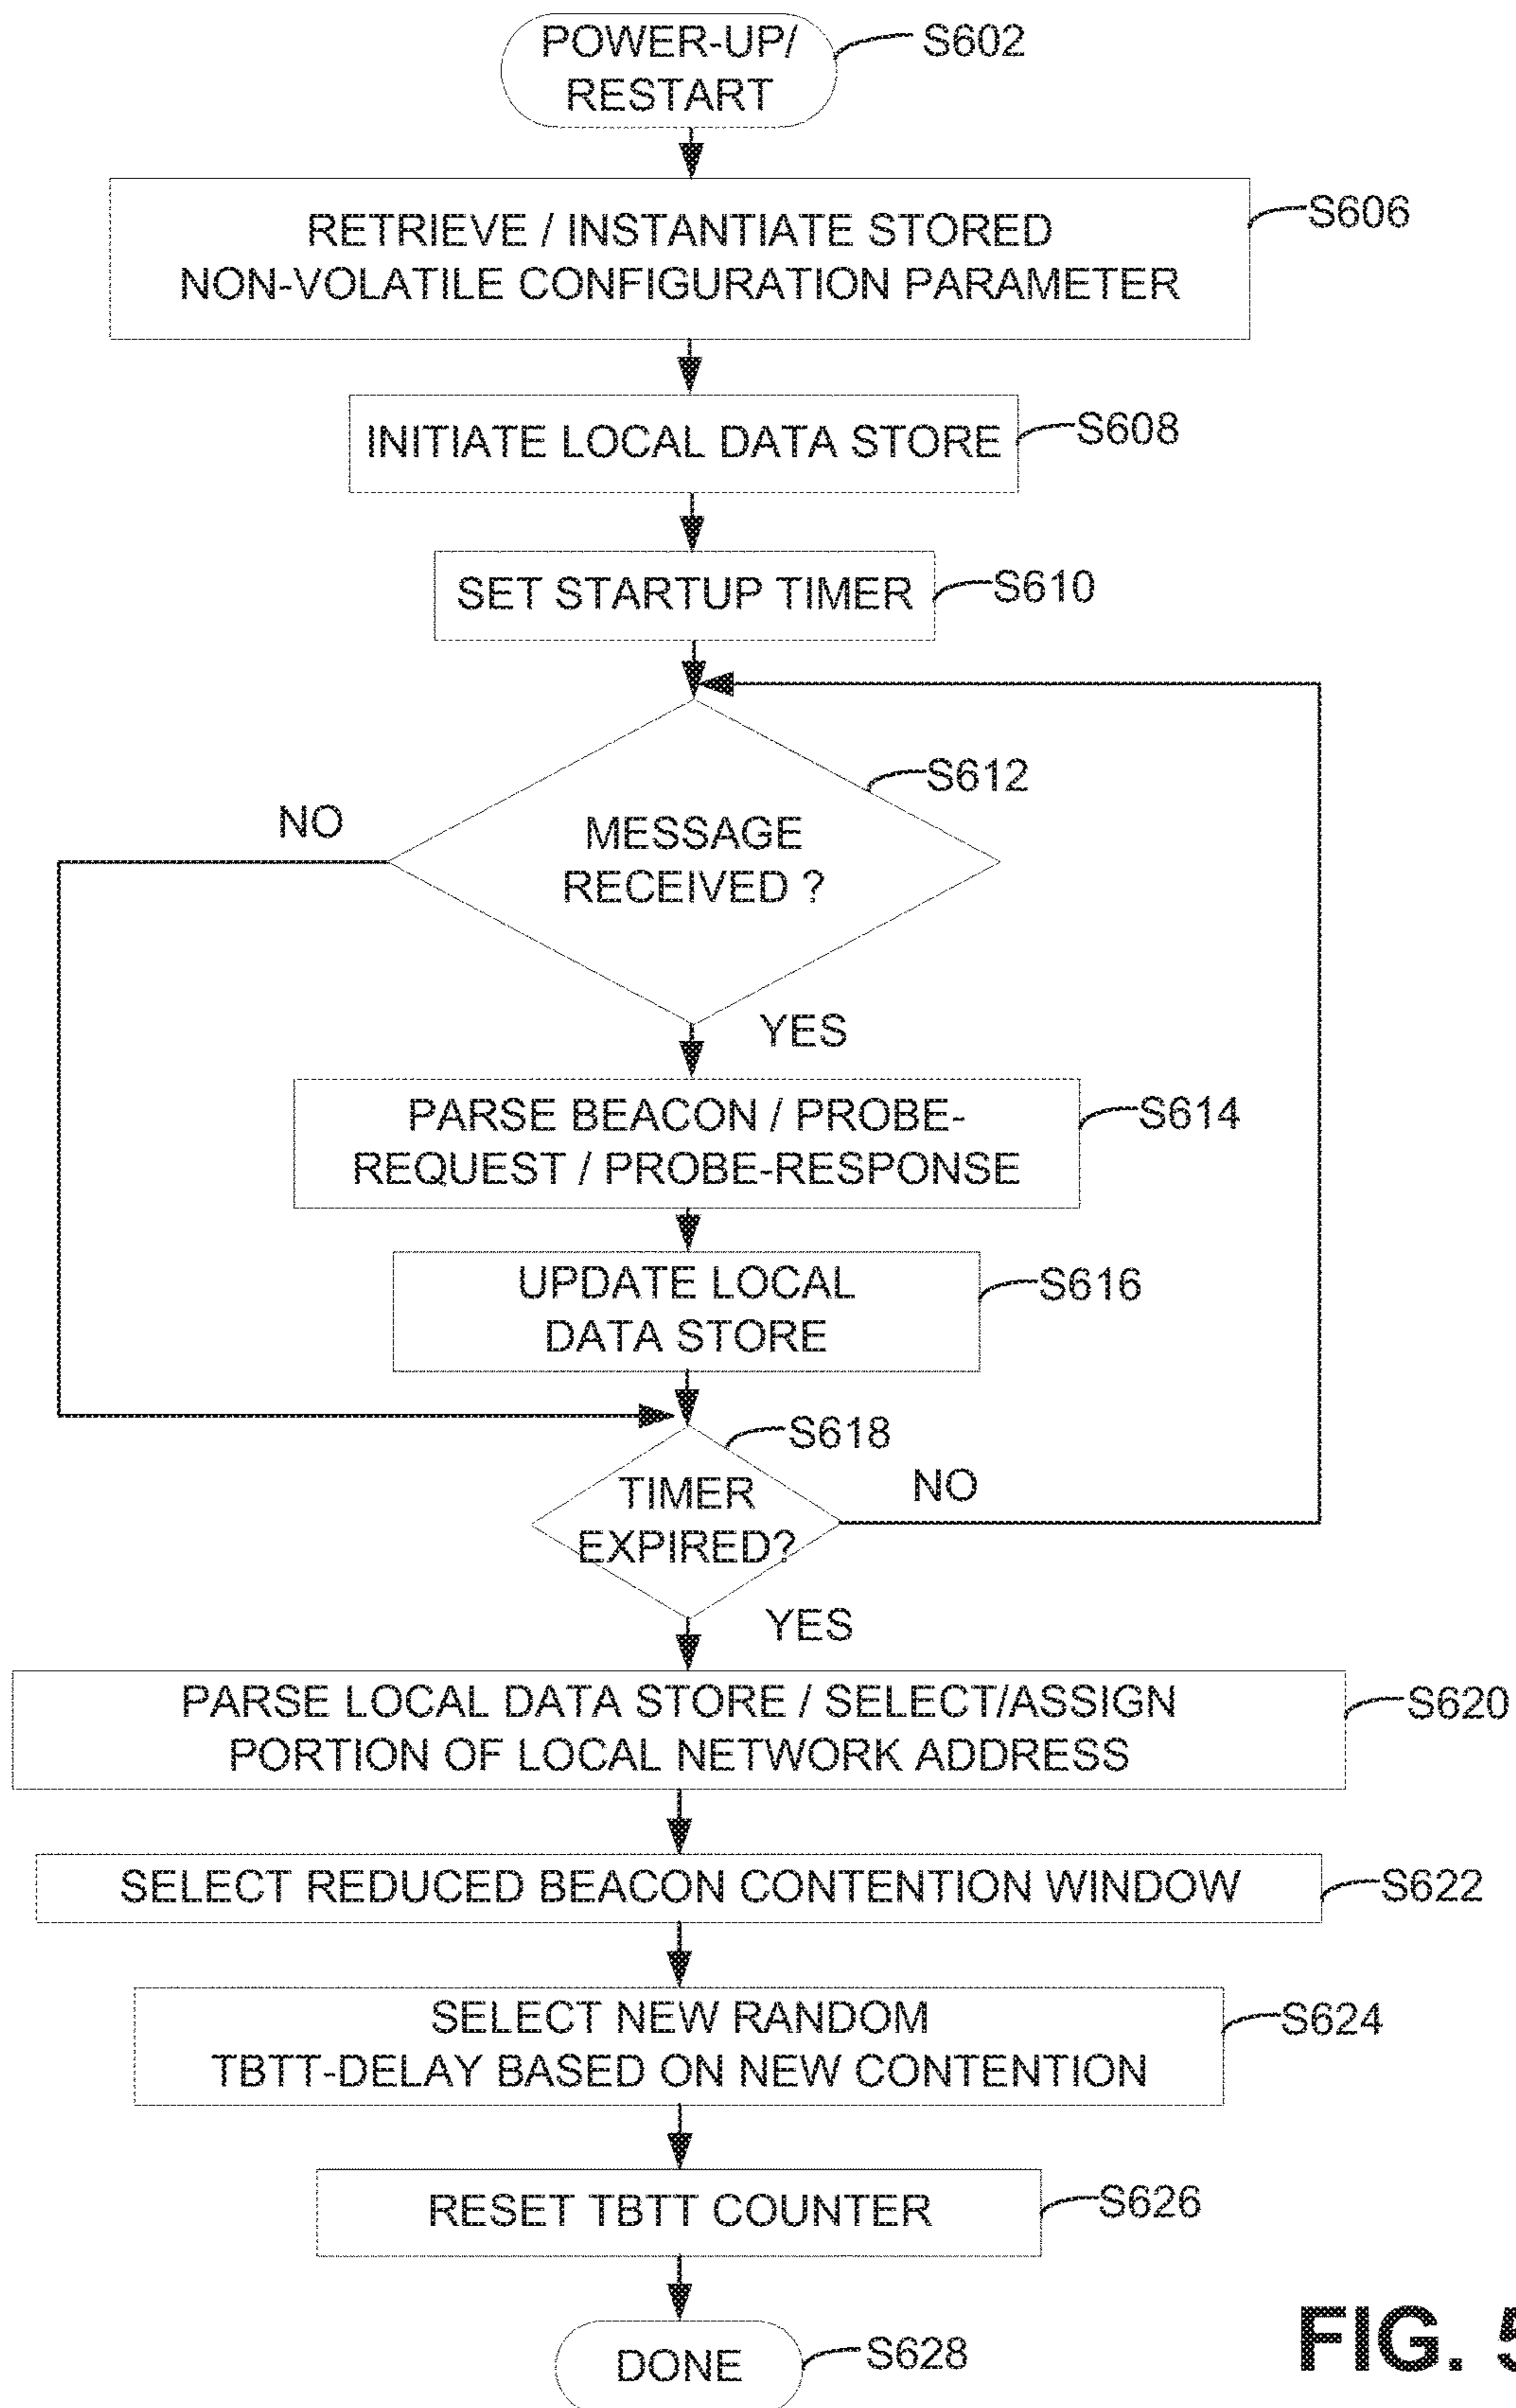 POWER-UP/
RESTART
S602
RETRIEVE / INSTANTIATE STORED
NON-VOLATILE CONFIGURATION PARAMETER
S606
INITIATE LOCAL DATA STORE
S608
SET STARTUP TIMER
S610
S612
NO
MESSAGE
RECEIVED ?
YES
PARSE BEACON / PROBE-
REQUEST / PROBE-RESPONSE
S614
UPDATE LOCAL
DATA STORE
S616
S618
TIMER
EXPIRED?
NO
YES
PARSE LOCAL DATA STORE / SELECT/ASSIGN
PORTION OF LOCAL NETWORK ADDRESS
S620
SELECT REDUCED BEACON CONTENTION WINDOW
S622
SELECT NEW RANDOM
TBTT-DELAY BASED ON NEW CONTENTION
S624
RESET TBTT COUNTER
S626
DONE
S628
FIG. 5